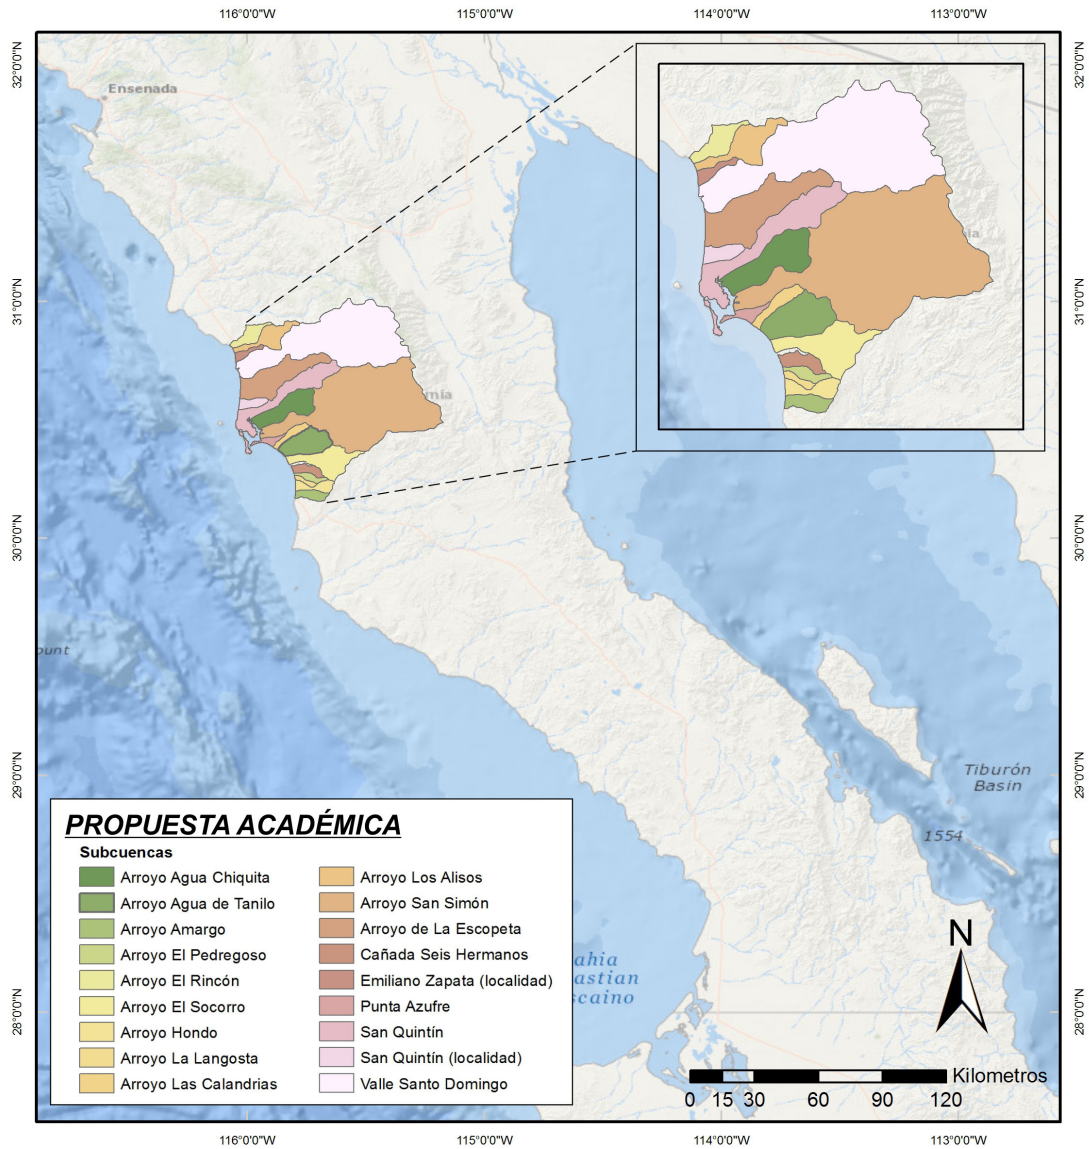 116°0'0"W 115°0'0"W 114°0'0"W 113°0'0"W
32°0'0"N
32°0'0"N
Ensenada
nia
31°0'0"N
31°0'0"N
mia
30°0'0"N
30°0'0"N
ount
29°0'0"N
29°0'0"N
Tiburón
Basin
1554
PROPUESTA ACADÉMICA
Subcuencas
Arroyo Agua Chiquita
Arroyo Agua de Tanilo
Arroyo Amargo
Arroyo El Pedregoso
Arroyo El Rincón
Arroyo El Socorro
Arroyo Hondo
Arroyo La Langosta
Arroyo Las Calandrias
Arroyo Los Alisos
Arroyo San Simón
Arroyo de La Escopeta
Cañada Seis Hermanos
Emiliano Zapata (localidad)
Punta Azufre
San Quintín
San Quintín (localidad)
Valle Santo Domingo
ahia
astian
scaino
N
28°0'0"N
28°0'0"N
Kilometros
0 15 30 60 90 120
116°0'0"W 115°0'0"W 114°0'0"W 113°0'0"W